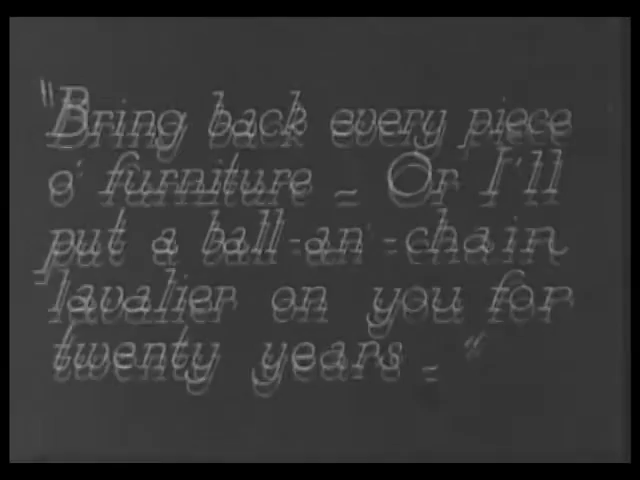 "Bring back every piece
o' furniture - Or I'll
put a ball-an'-chain
lavalier on you for
twenty years - "